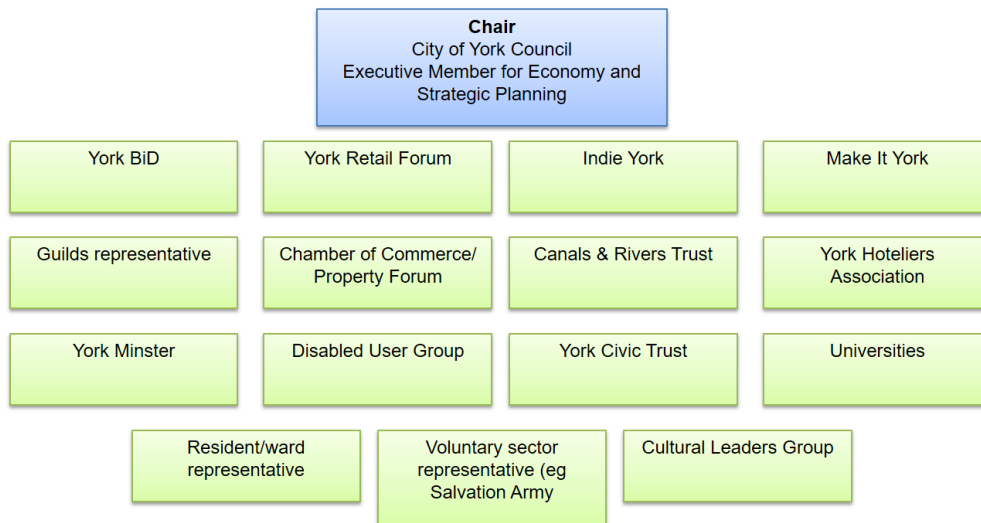 Chair
City of York Council
Executive Member for Economy and
Strategic Planning
York BiD
York Retail Forum
Indie York
Make It York
Guilds representative
Chamber of Commerce/
Property Forum
Canals & Rivers Trust
York Hoteliers
Association
York Minster
Disabled User Group
York Civic Trust
Universities
Resident/ward
representative
Voluntary sector
representative (eg
Salvation Army
Cultural Leaders Group